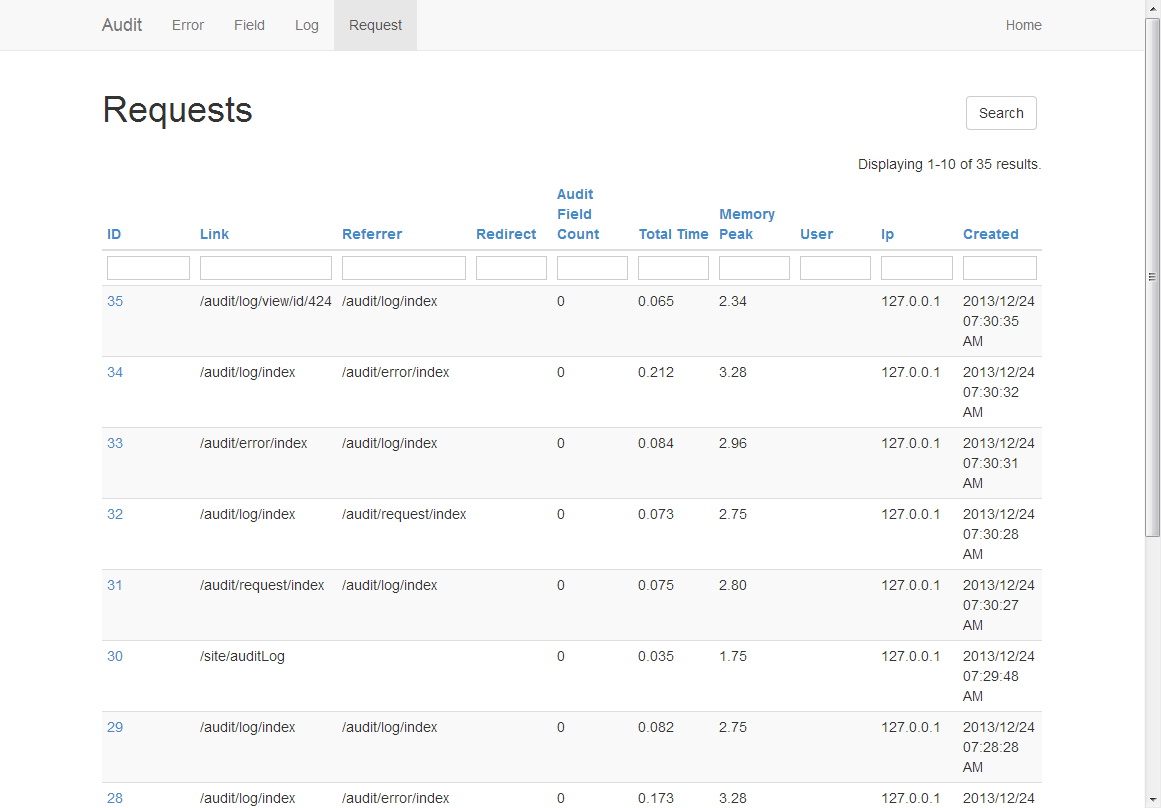 Audit Error Field Log Request Home
Requests
Search
Displaying 1-10 of 35 results.
ID Link Referrer Redirect Audit Field Count Total Time Memory Peak User Ip Created
35 /audit/log/view/id/424 /audit/log/index 0 0.065 2.34 127.0.0.1 2013/12/24
07:30:35
AM
34 /audit/log/index /audit/error/index 0 0.212 3.28 127.0.0.1 2013/12/24
07:30:32
AM
33 /audit/error/index /audit/log/index 0 0.084 2.96 127.0.0.1 2013/12/24
07:30:31
AM
32 /audit/log/index /audit/request/index 0 0.073 2.75 127.0.0.1 2013/12/24
07:30:28
AM
31 /audit/request/index /audit/log/index 0 0.075 2.80 127.0.0.1 2013/12/24
07:30:27
AM
30 /site/auditLog 0 0.035 1.75 127.0.0.1 2013/12/24
07:29:48
AM
29 /audit/log/index /audit/log/index 0 0.082 2.75 127.0.0.1 2013/12/24
07:28:28
AM
28 /audit/log/index /audit/error/index 0 0.173 3.28 127.0.0.1 2013/12/24